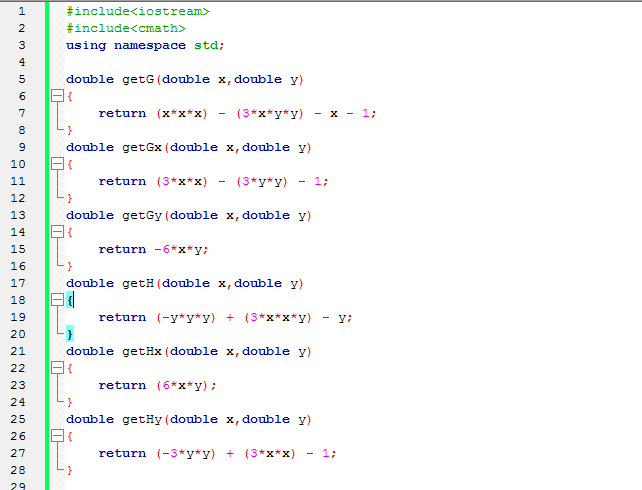 1 #include<iostream>
2 #include<cmath>
3 using namespace std;
4
5 double getG(double x,double y)
6 {
7 return (x*x*x) - (3*x*y*y) - x - 1;
8 }
9 double getGx(double x,double y)
10 {
11 return (3*x*x) - (3*y*y) - 1;
12 }
13 double getGy(double x,double y)
14 {
15 return -6*x*y;
16 }
17 double getH(double x,double y)
18 {
19 return (-y*y*y) + (3*x*x*y) - y;
20 }
21 double getHx(double x,double y)
22 {
23 return (6*x*y);
24 }
25 double getHy(double x,double y)
26 {
27 return (-3*y*y) + (3*x*x) - 1;
28 }
29